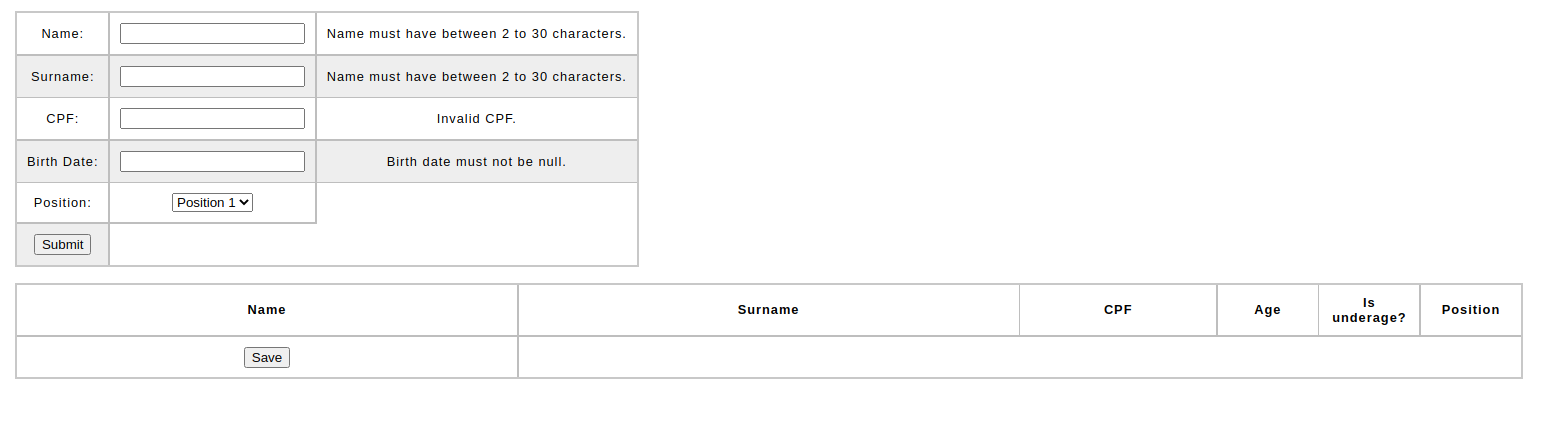 Name: Name must have between 2 to 30 characters.
Surname: Name must have between 2 to 30 characters.
CPF: Invalid CPF.
Birth Date: Birth date must not be null.
Position: Position 1
Submit
Name Surname CPF Age Is underage? Position
Save